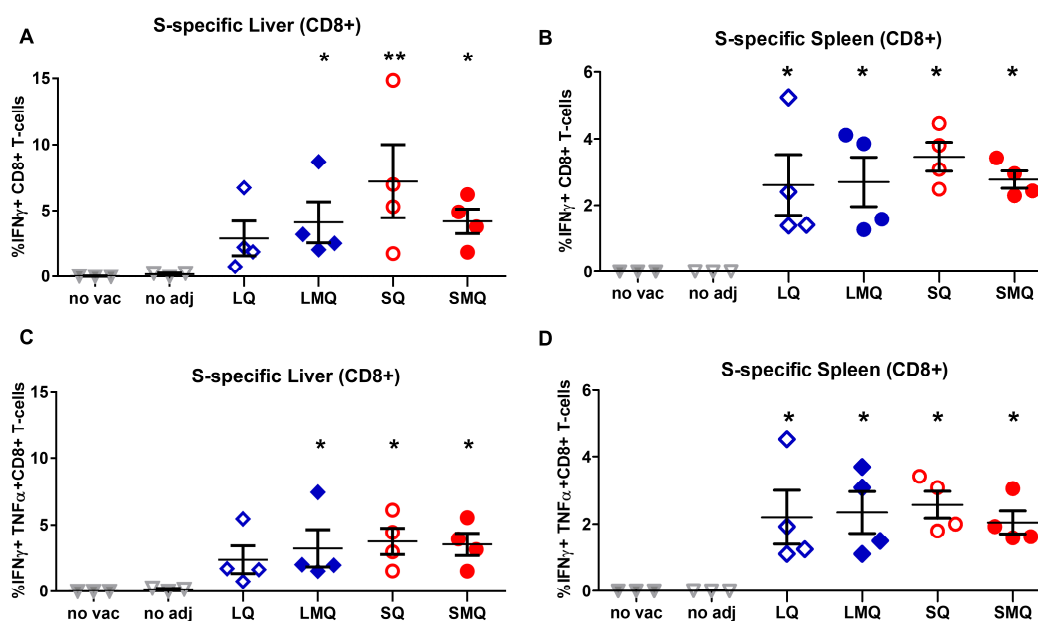 A
S-specific Liver (CD8+)
* ** *
%IFNγ+ CD8+ T-cells
15
10
5
0
no vac no adj LQ LMQ SQ SMQ
B
S-specific Spleen (CD8+)
* * * *
%IFNγ+ CD8+ T-cells
6
4
2
0
no vac no adj LQ LMQ SQ SMQ
C
S-specific Liver (CD8+)
* * *
%IFNγ+ TNFα+CD8+ T-cells
15
10
5
0
no vac no adj LQ LMQ SQ SMQ
D
S-specific Spleen (CD8+)
* * * *
%IFNγ+ TNFα+CD8+ T-cells
6
4
2
0
no vac no adj LQ LMQ SQ SMQ